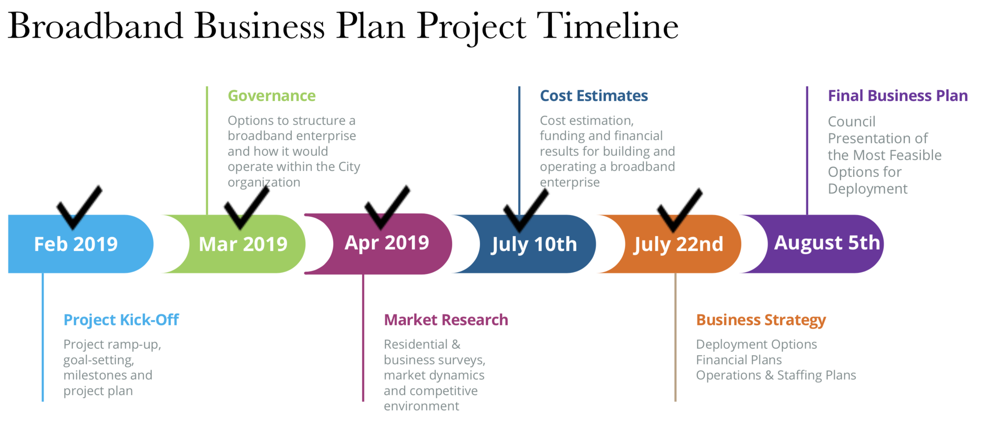 Broadband Business Plan Project Timeline
Governance
Options to structure a
broadband enterprise
and how it would
operate within the City
organization
Cost Estimates
Cost estimation,
funding and financial
results for building and
operating a broadband
enterprise
Final Business Plan
Council
Presentation of
the Most Feasible
Options for
Deployment
Feb 2019
Mar 2019
Apr 2019
July 10th
July 22nd
August 5th
Project Kick-Off
Project ramp-up,
goal-setting,
milestones and
project plan
Market Research
Residential &
business surveys,
market dynamics
and competitive
environment
Business Strategy
Deployment Options
Financial Plans
Operations & Staffing Plans